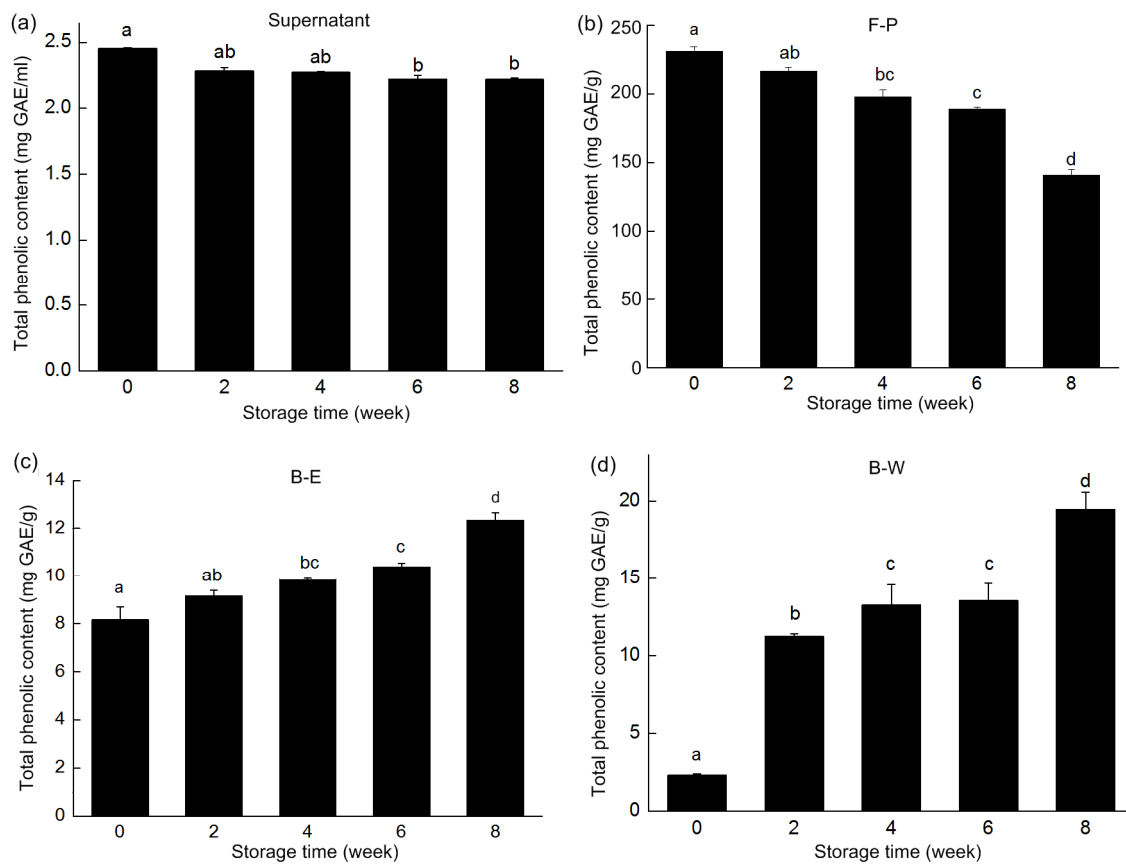 (a)
Supernatant
Total phenolic content (mg GAE/ml)
2.5
2.0
1.5
1.0
0.5
0.0
a
ab
ab
b
b
0 2 4 6 8
Storage time (week)
(b)
F-P
Total phenolic content (mg GAE/g)
250
200
150
100
50
0
a
ab
bc
c
d
0 2 4 6 8
Storage time (week)
(c)
B-E
Total phenolic content (mg GAE/g)
14
12
10
8
6
4
2
0
a
ab
bc
c
d
0 2 4 6 8
Storage time (week)
(d)
B-W
Total phenolic content (mg GAE/g)
20
15
10
5
0
a
b
c
c
d
0 2 4 6 8
Storage time (week)